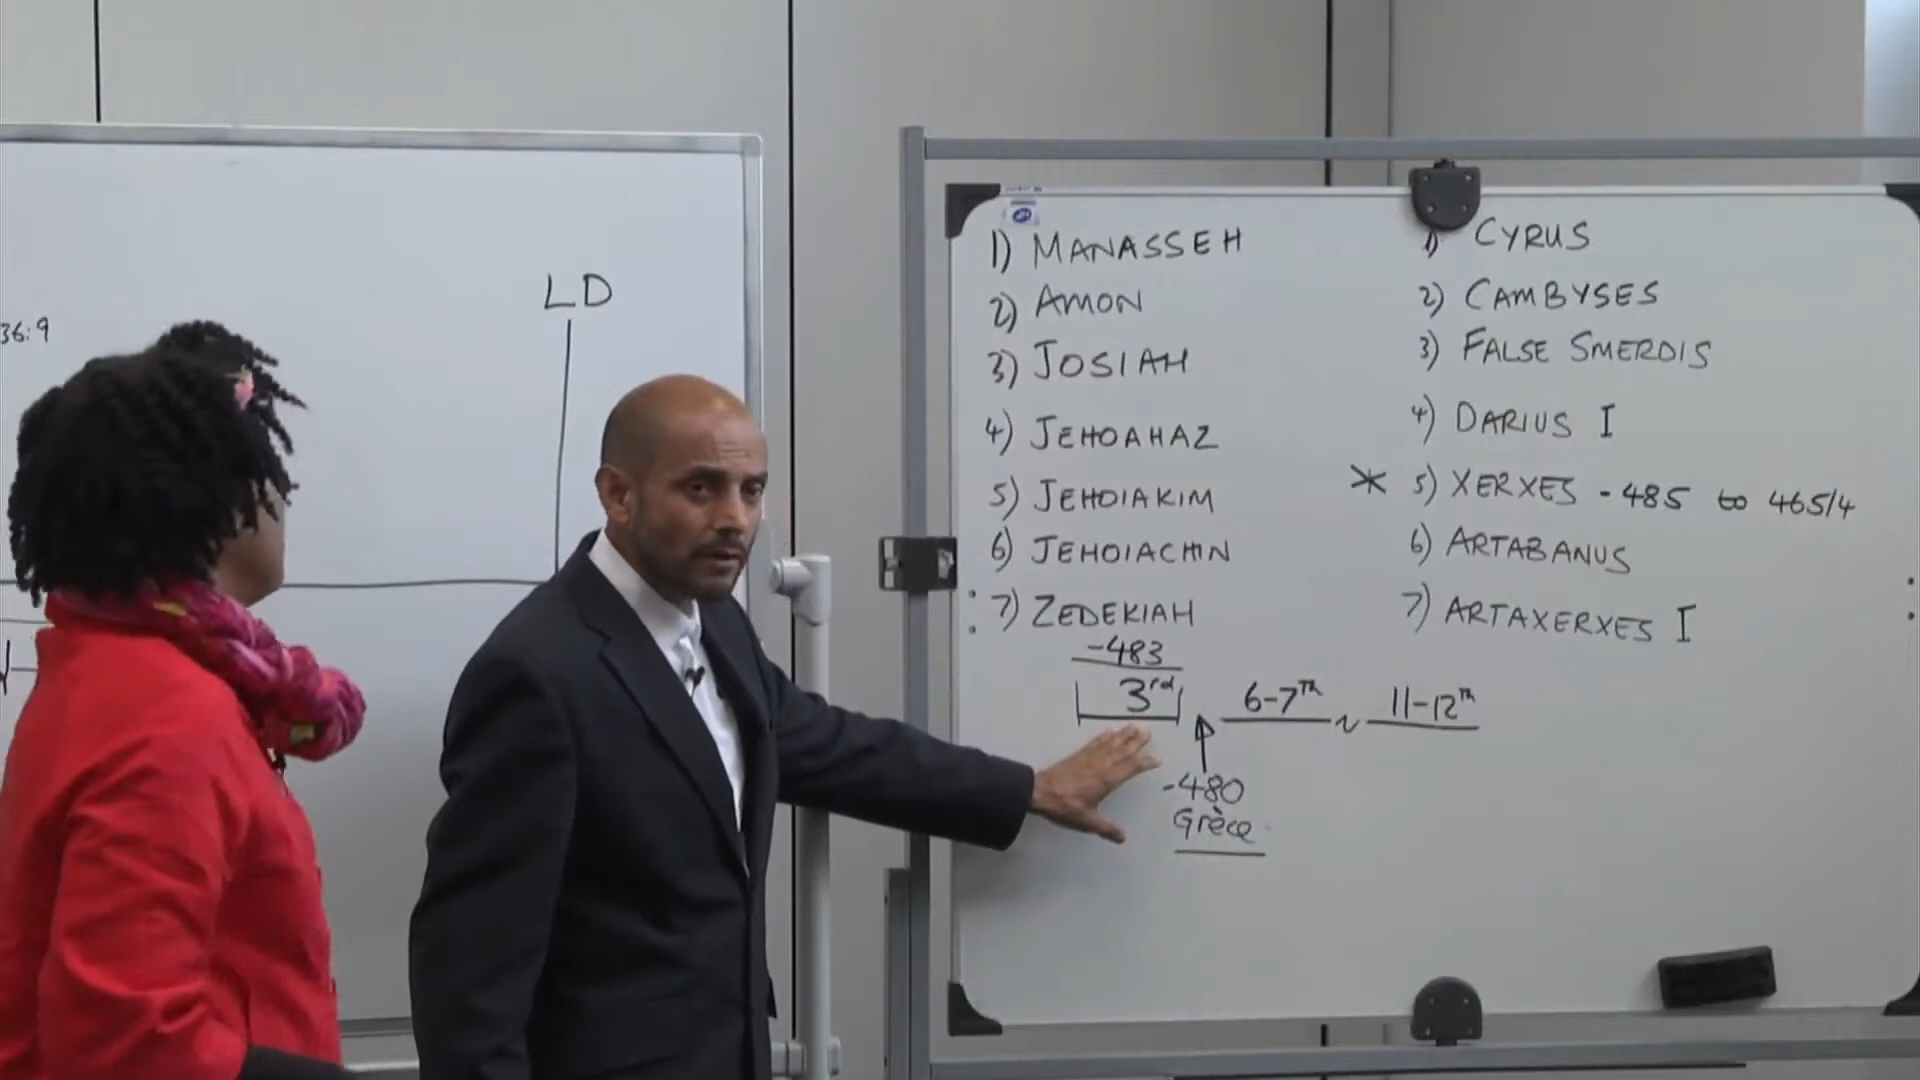 36:9
LD
1) MANASSEH
2) AMON
3) JOSIAH
4) JEHOAHAZ
5) JEHOIAKIM
6) JEHOIACHIN
7) ZEDEKIAH
1) CYRUS
2) CAMBYSES
3) FALSE SMERDIS
4) DARIUS I
* 5) XERXES - 485 to 465/4
6) ARTABANUS
7) ARTAXERXES I
-483
3rd 6-7Th ~ 11-12th
-480
Grèce